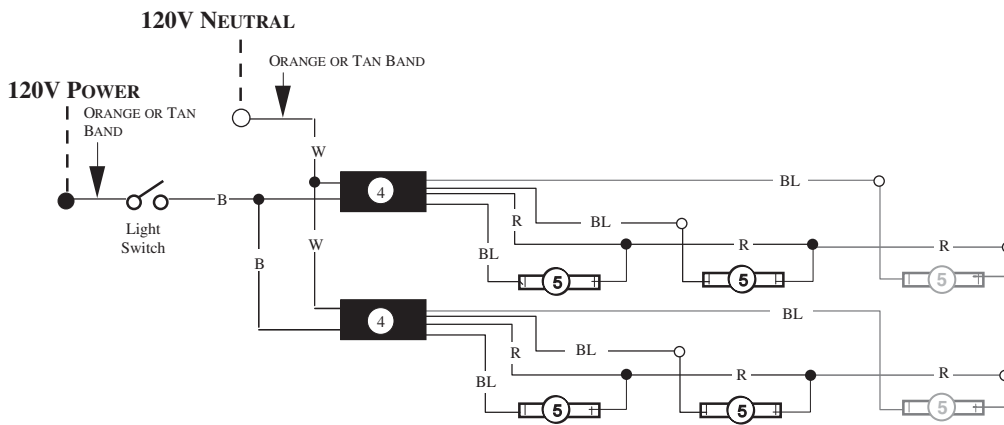 120V NEUTRAL
ORANGE OR TAN BAND
120V POWER
ORANGE OR TAN
BAND
W
4
BL
B
Light
Switch
R
BL
R
R
W
BL
B
5
5
5
4
BL
R
BL
R
R
BL
5
5
5